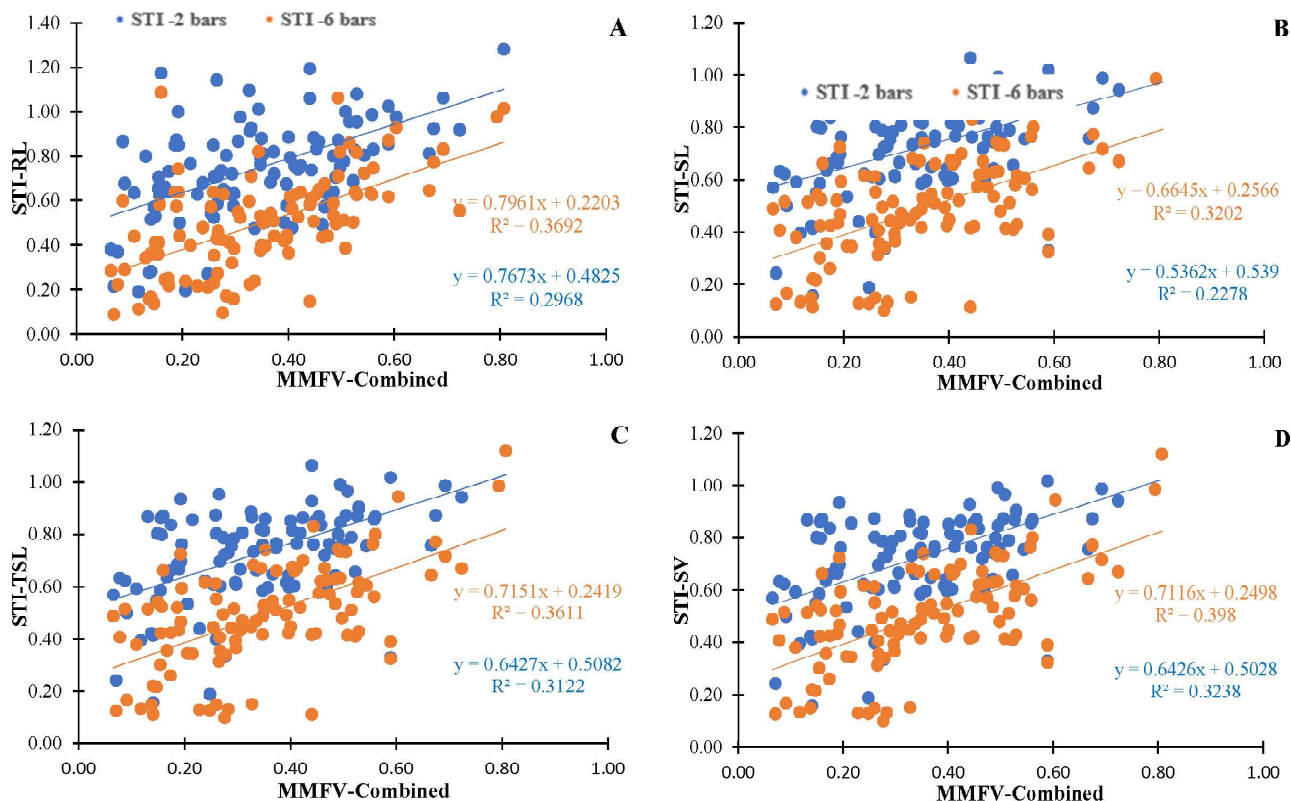 STI -2 bars STI -6 bars
A
1.40
1.20
1.00
0.80
0.60
0.40
0.20
0.00
STI-RL
y = 0.7961x + 0.2203
R² = 0.3692
y = 0.7673x + 0.4825
R² = 0.2968
0.00 0.20 0.40 0.60 0.80 1.00
MMFV-Combined
B
1.20
1.00
0.80
0.60
0.40
0.20
0.00
STI-SL
STI -2 bars STI -6 bars
y = 0.6645x + 0.2566
R² = 0.3202
y = 0.5362x + 0.539
R² = 0.2278
0.00 0.20 0.40 0.60 0.80 1.00
MMFV-Combined
C
1.20
1.00
0.80
0.60
0.40
0.20
0.00
STI-TSL
y = 0.7151x + 0.2419
R² = 0.3611
y = 0.6427x + 0.5082
R² = 0.3122
0.00 0.20 0.40 0.60 0.80 1.00
MMFV-Combined
D
1.20
1.00
0.80
0.60
0.40
0.20
0.00
STI-SV
y = 0.7116x + 0.2498
R² = 0.398
y = 0.6426x + 0.5028
R² = 0.3238
0.00 0.20 0.40 0.60 0.80 1.00
MMFV-Combined